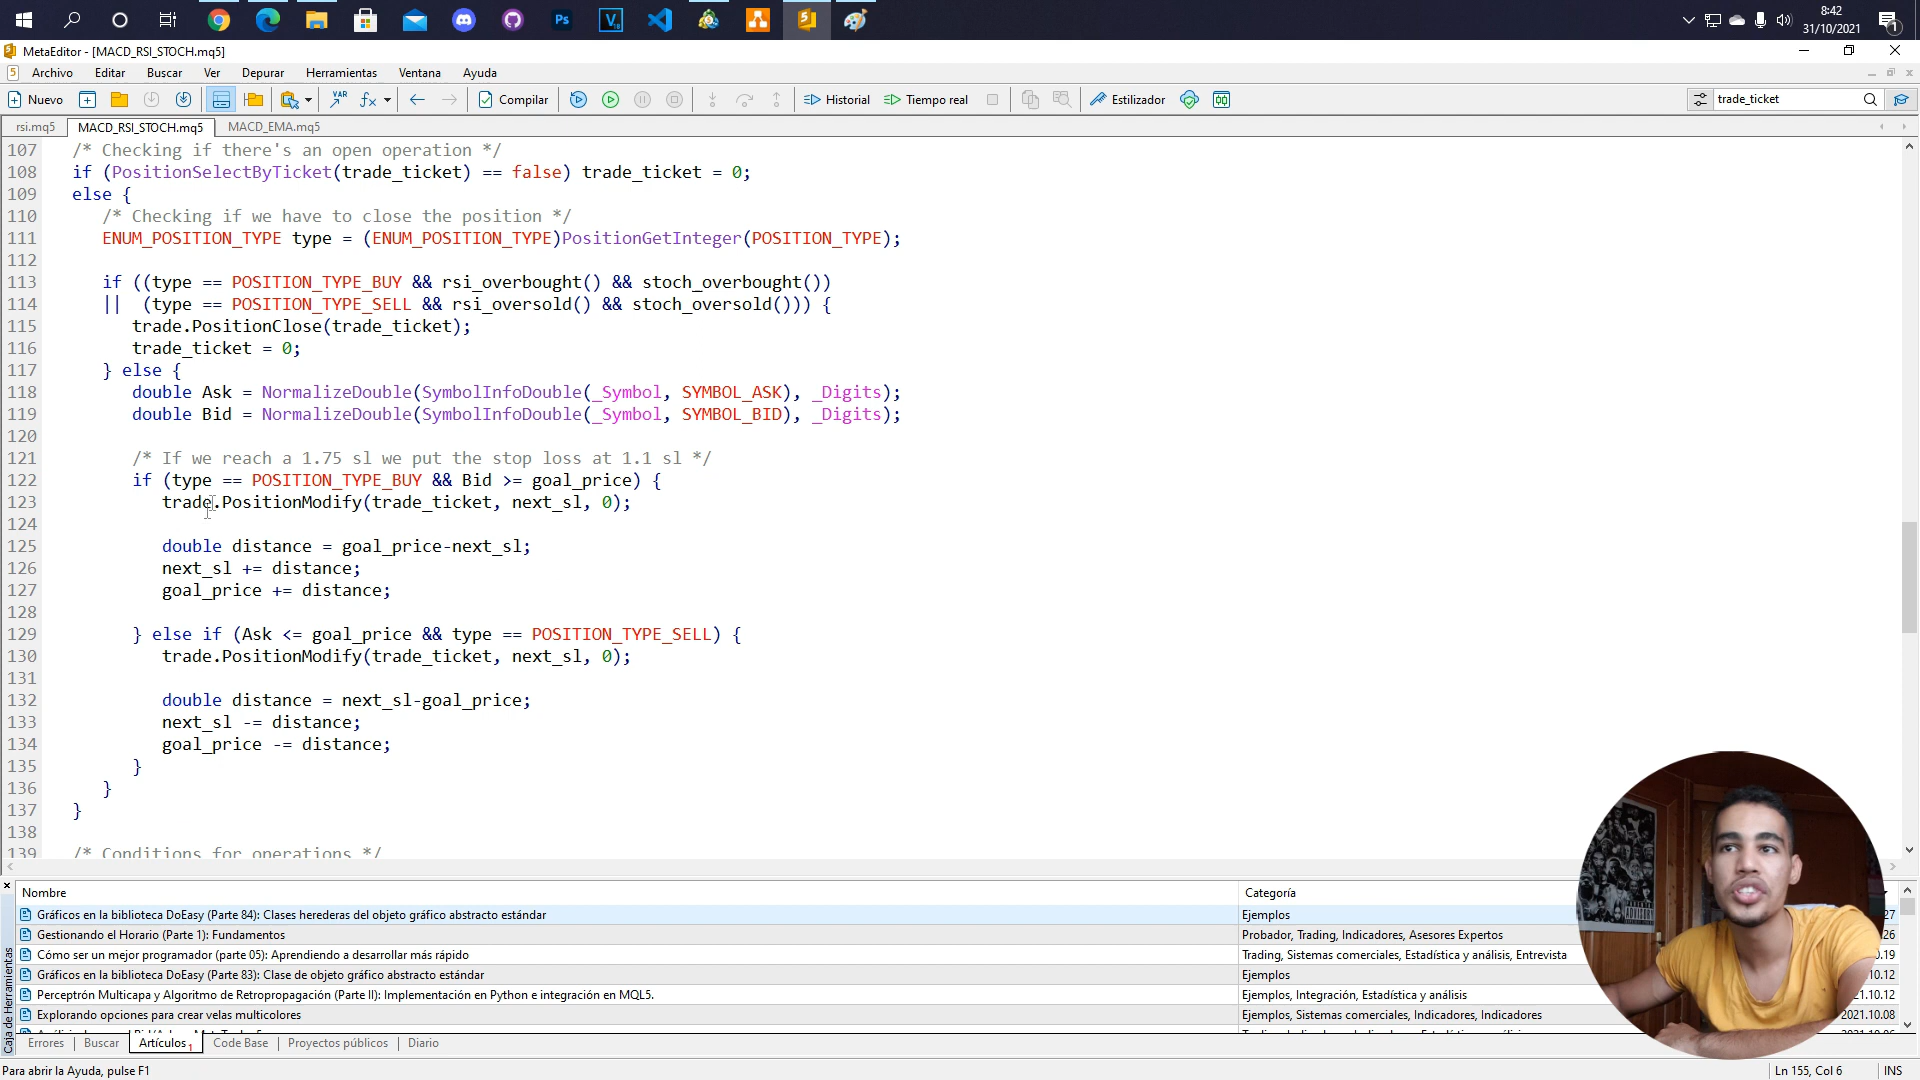 8:42
31/10/2021
1
MetaEditor - [MACD_RSI_STOCH.mq5]
Archivo Editar Buscar Ver Depurar Herramientas Ventana Ayuda
Nuevo VAR Compilar Historial Tiempo real Estilizador trade_ticket
rsi.mq5 MACD_RSI_STOCH.mq5 MACD_EMA.mq5
107 /* Checking if there's an open operation */
108 if (PositionSelectByTicket(trade_ticket) == false) trade_ticket = 0;
109 else {
110 /* Checking if we have to close the position */
111 ENUM_POSITION_TYPE type = (ENUM_POSITION_TYPE)PositionGetInteger(POSITION_TYPE);
112
113 if ((type == POSITION_TYPE_BUY && rsi_overbought() && stoch_overbought())
114 || (type == POSITION_TYPE_SELL && rsi_oversold() && stoch_oversold())) {
115 trade.PositionClose(trade_ticket);
116 trade_ticket = 0;
117 } else {
118 double Ask = NormalizeDouble(SymbolInfoDouble(_Symbol, SYMBOL_ASK), _Digits);
119 double Bid = NormalizeDouble(SymbolInfoDouble(_Symbol, SYMBOL_BID), _Digits);
120
121 /* If we reach a 1.75 sl we put the stop loss at 1.1 sl */
122 if (type == POSITION_TYPE_BUY && Bid >= goal_price) {
123 trade.PositionModify(trade_ticket, next_sl, 0);
124
125 double distance = goal_price-next_sl;
126 next_sl += distance;
127 goal_price += distance;
128
129 } else if (Ask <= goal_price && type == POSITION_TYPE_SELL) {
130 trade.PositionModify(trade_ticket, next_sl, 0);
131
132 double distance = next_sl-goal_price;
133 next_sl -= distance;
134 goal_price -= distance;
135 }
136 }
137 }
138
139 /* Conditions for operations */
Nombre Categoría
Gráficos en la biblioteca DoEasy (Parte 84): Clases herederas del objeto gráfico abstracto estándar Ejemplos 27
Gestionando el Horario (Parte 1): Fundamentos Probador, Trading, Indicadores, Asesores Expertos 26
Cómo ser un mejor programador (parte 05): Aprendiendo a desarrollar más rápido Trading, Sistemas comerciales, Estadística y análisis, Entrevista .19
Gráficos en la biblioteca DoEasy (Parte 83): Clase de objeto gráfico abstracto estándar Ejemplos 10.12
Perceptrón Multicapa y Algoritmo de Retropropagación (Parte II): Implementación en Python e integración en MQL5. Ejemplos, Integración, Estadística y análisis 10.12
Explorando opciones para crear velas multicolores Ejemplos, Sistemas comerciales, Indicadores, Indicadores 2021.10.08
Errores Buscar Artículos 1 Code Base Proyectos públicos Diario
Caja de Herramientas
Para abrir la Ayuda, pulse F1 Ln 155, Col 6 INS